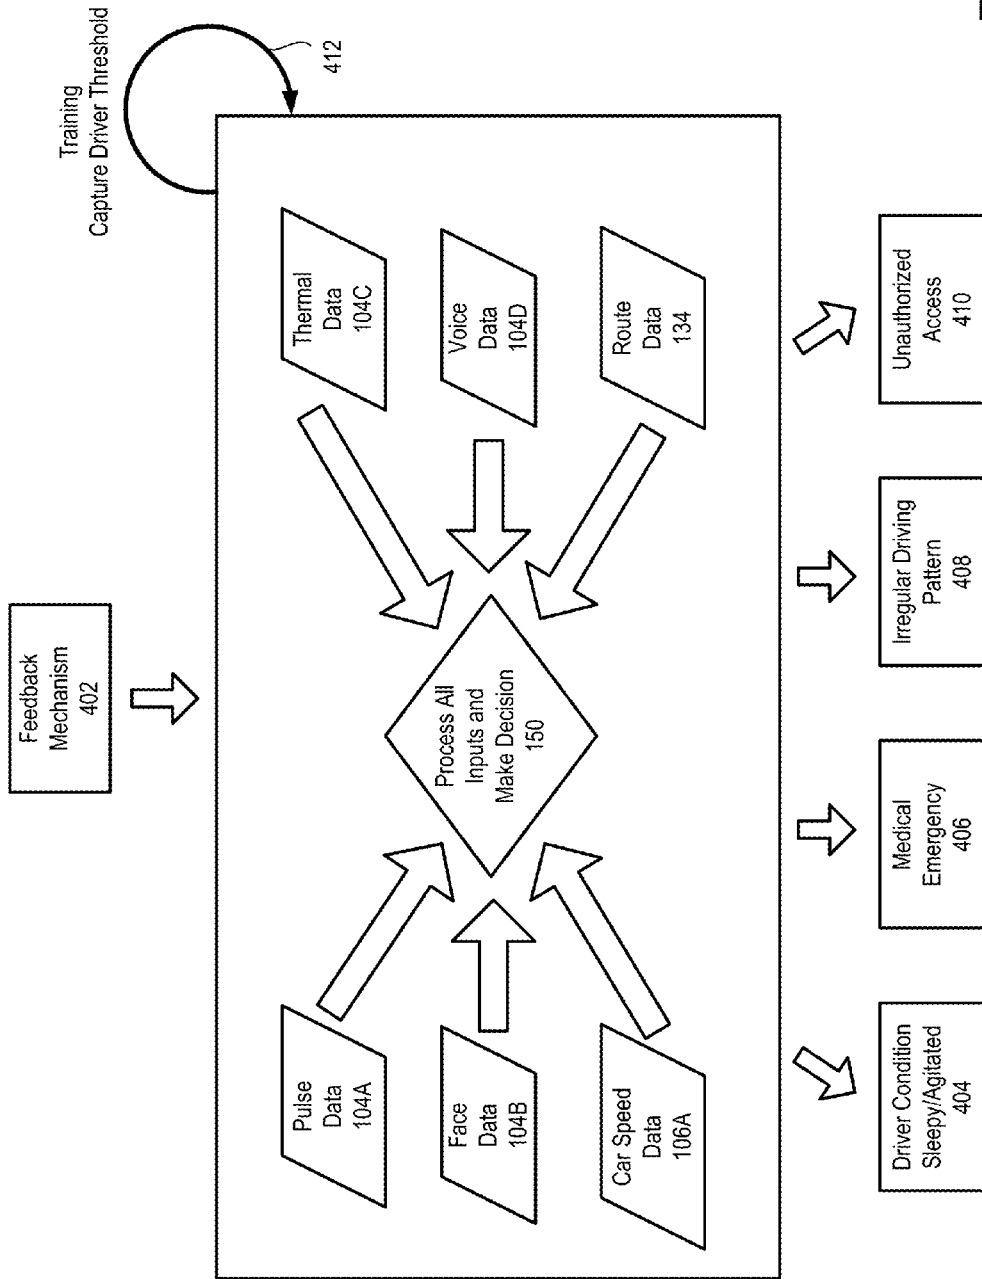 Training
Capture Driver Threshold
412
Feedback
Mechanism
402
Pulse
Data
104A
Face
Data
104B
Car Speed
Data
106A
Process All
Inputs and
Make Decision
150
Thermal
Data
104C
Voice
Data
104D
Route
Data
134
Driver Condition
Sleepy/Agitated
404
Medical
Emergency
406
Irregular Driving
Pattern
408
Unauthorized
Access
410